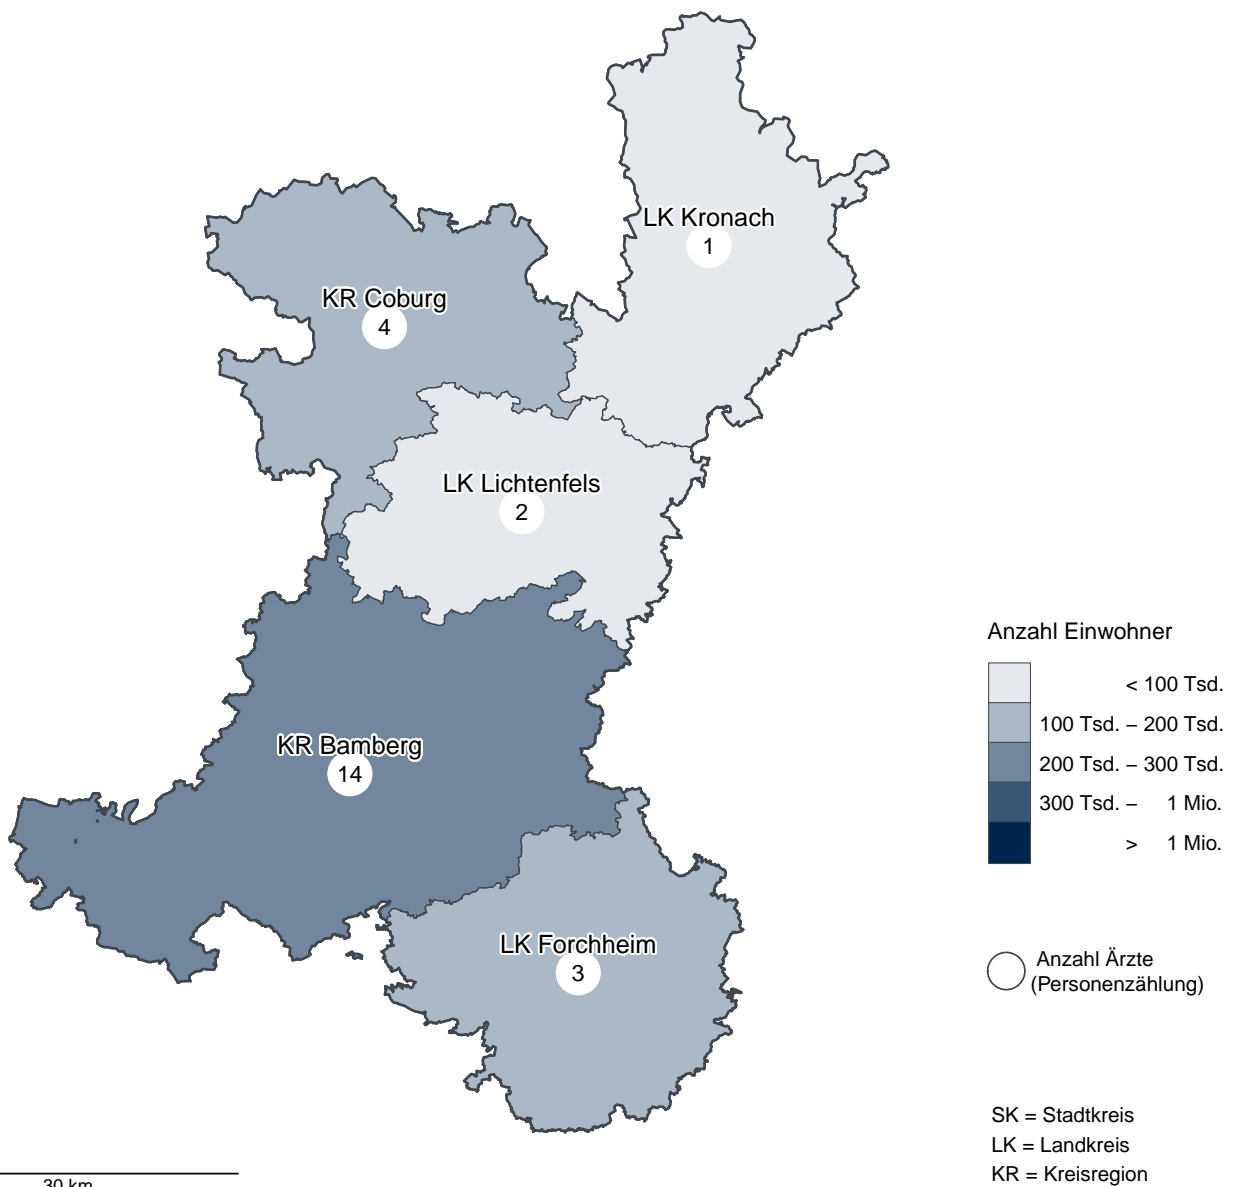 LK Kronach
1
KR Coburg
4
LK Lichtenfels
2
KR Bamberg
14
LK Forchheim
3
Anzahl Einwohner
< 100 Tsd.
100 Tsd. – 200 Tsd.
200 Tsd. – 300 Tsd.
300 Tsd. – 1 Mio.
> 1 Mio.
Anzahl Ärzte
(Personenzählung)
SK = Stadtkreis
LK = Landkreis
KR = Kreisregion
30 km